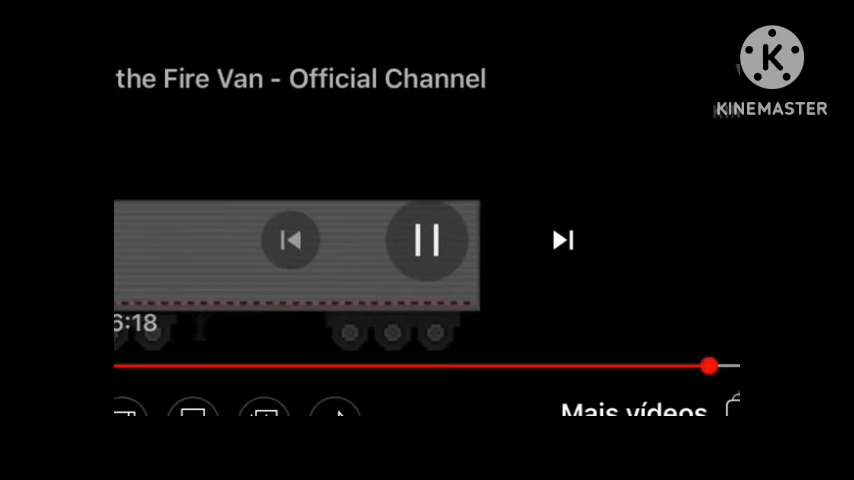 the Fire Van - Official Channel
K
KINEMASTER
6:18
Mais vídeos